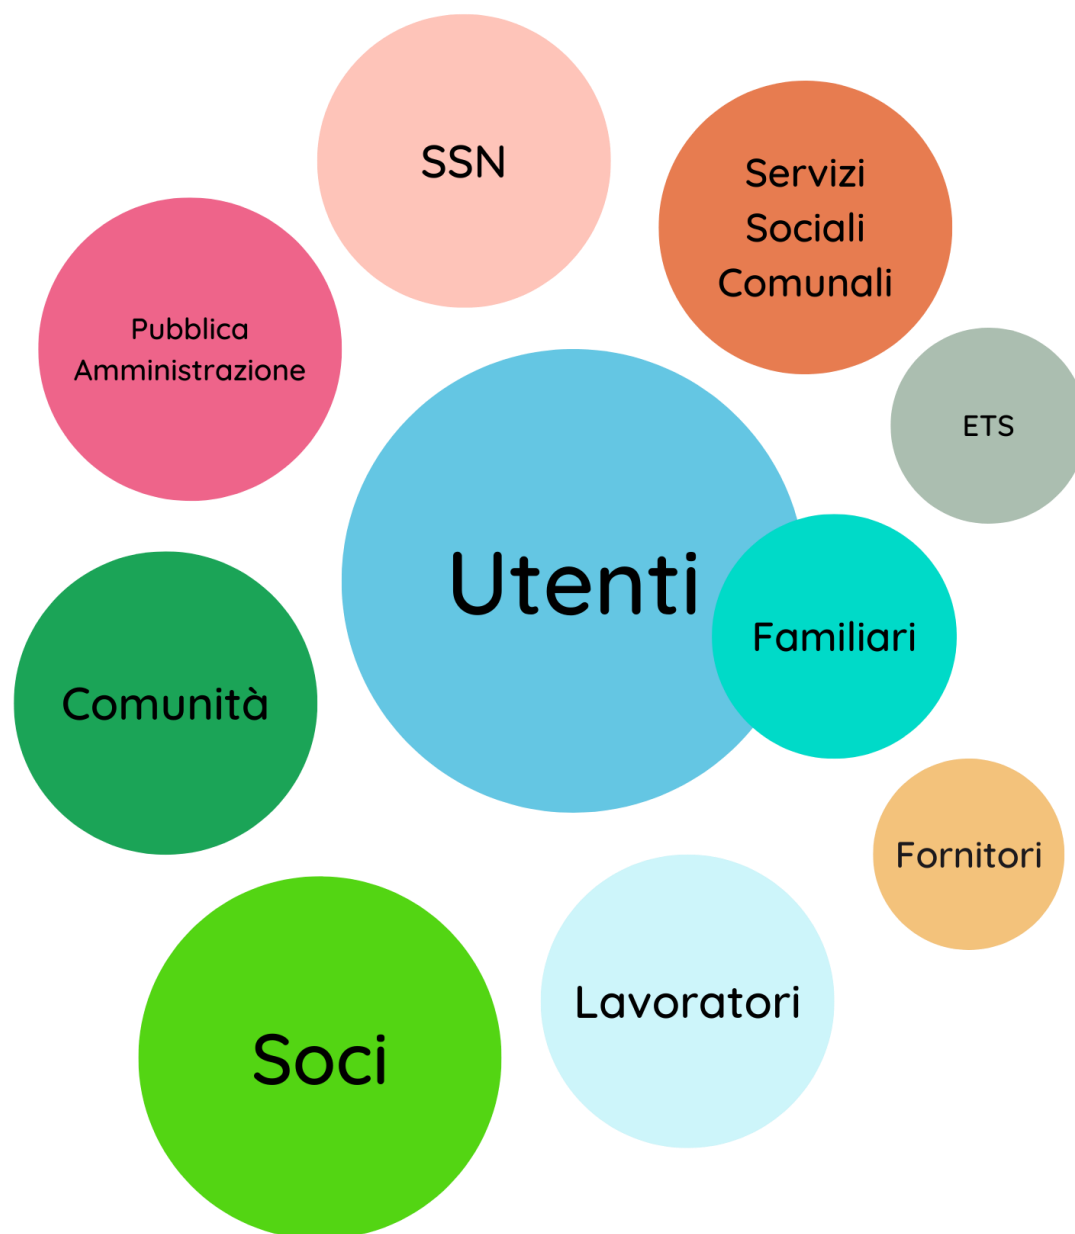 SSN
Servizi
Sociali
Comunali
Pubblica
Amministrazione
ETS
Utenti
Familiari
Comunità
Fornitori
Lavoratori
Soci